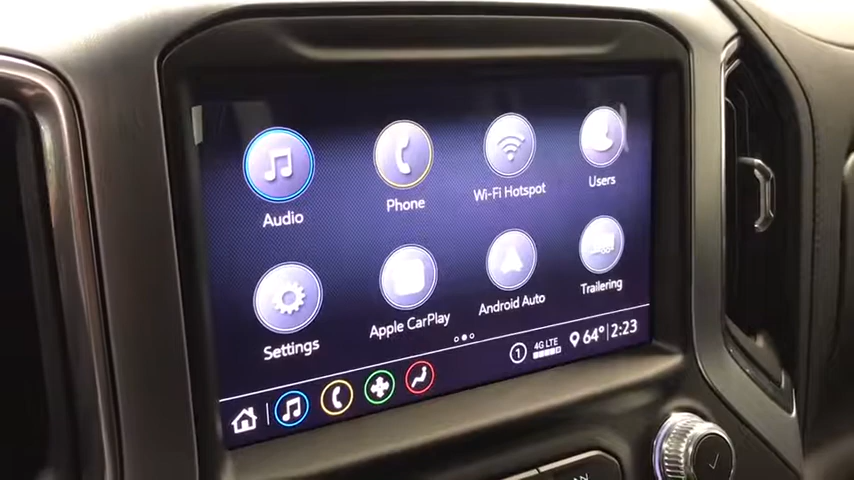 Audio
Phone
Wi-Fi Hotspot
Users
Settings
Apple CarPlay
Android Auto
Trailering
1
4G LTE
64°
2:23